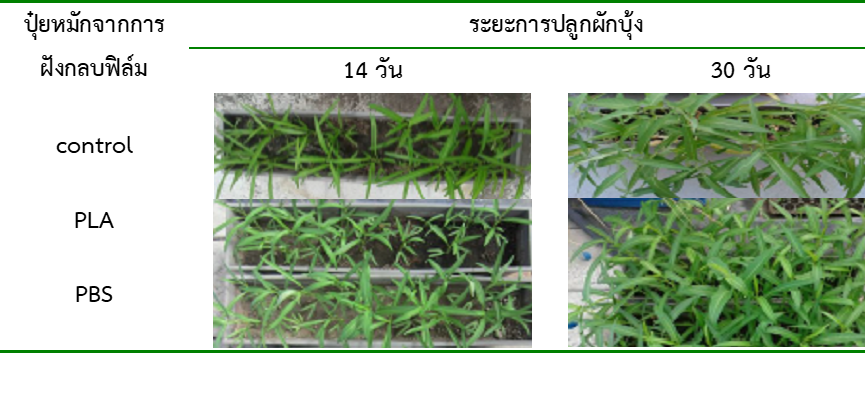 ปุ๋ยหมักจากการ ระยะการปลูกผักบุ้ง
ฝังกลบฟิล์ม 14 วัน 30 วัน
control
PLA
PBS